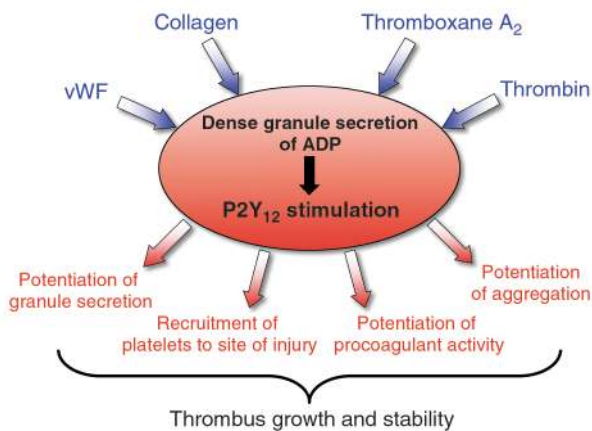 Collagen
Thromboxane A₂
vWF
Thrombin
Dense granule secretion
of ADP
P2Y₁₂ stimulation
Potentiation of
granule secretion
Recruitment of
platelets to site of injury
Potentiation of
procoagulant activity
Potentiation
of aggregation
Thrombus growth and stability